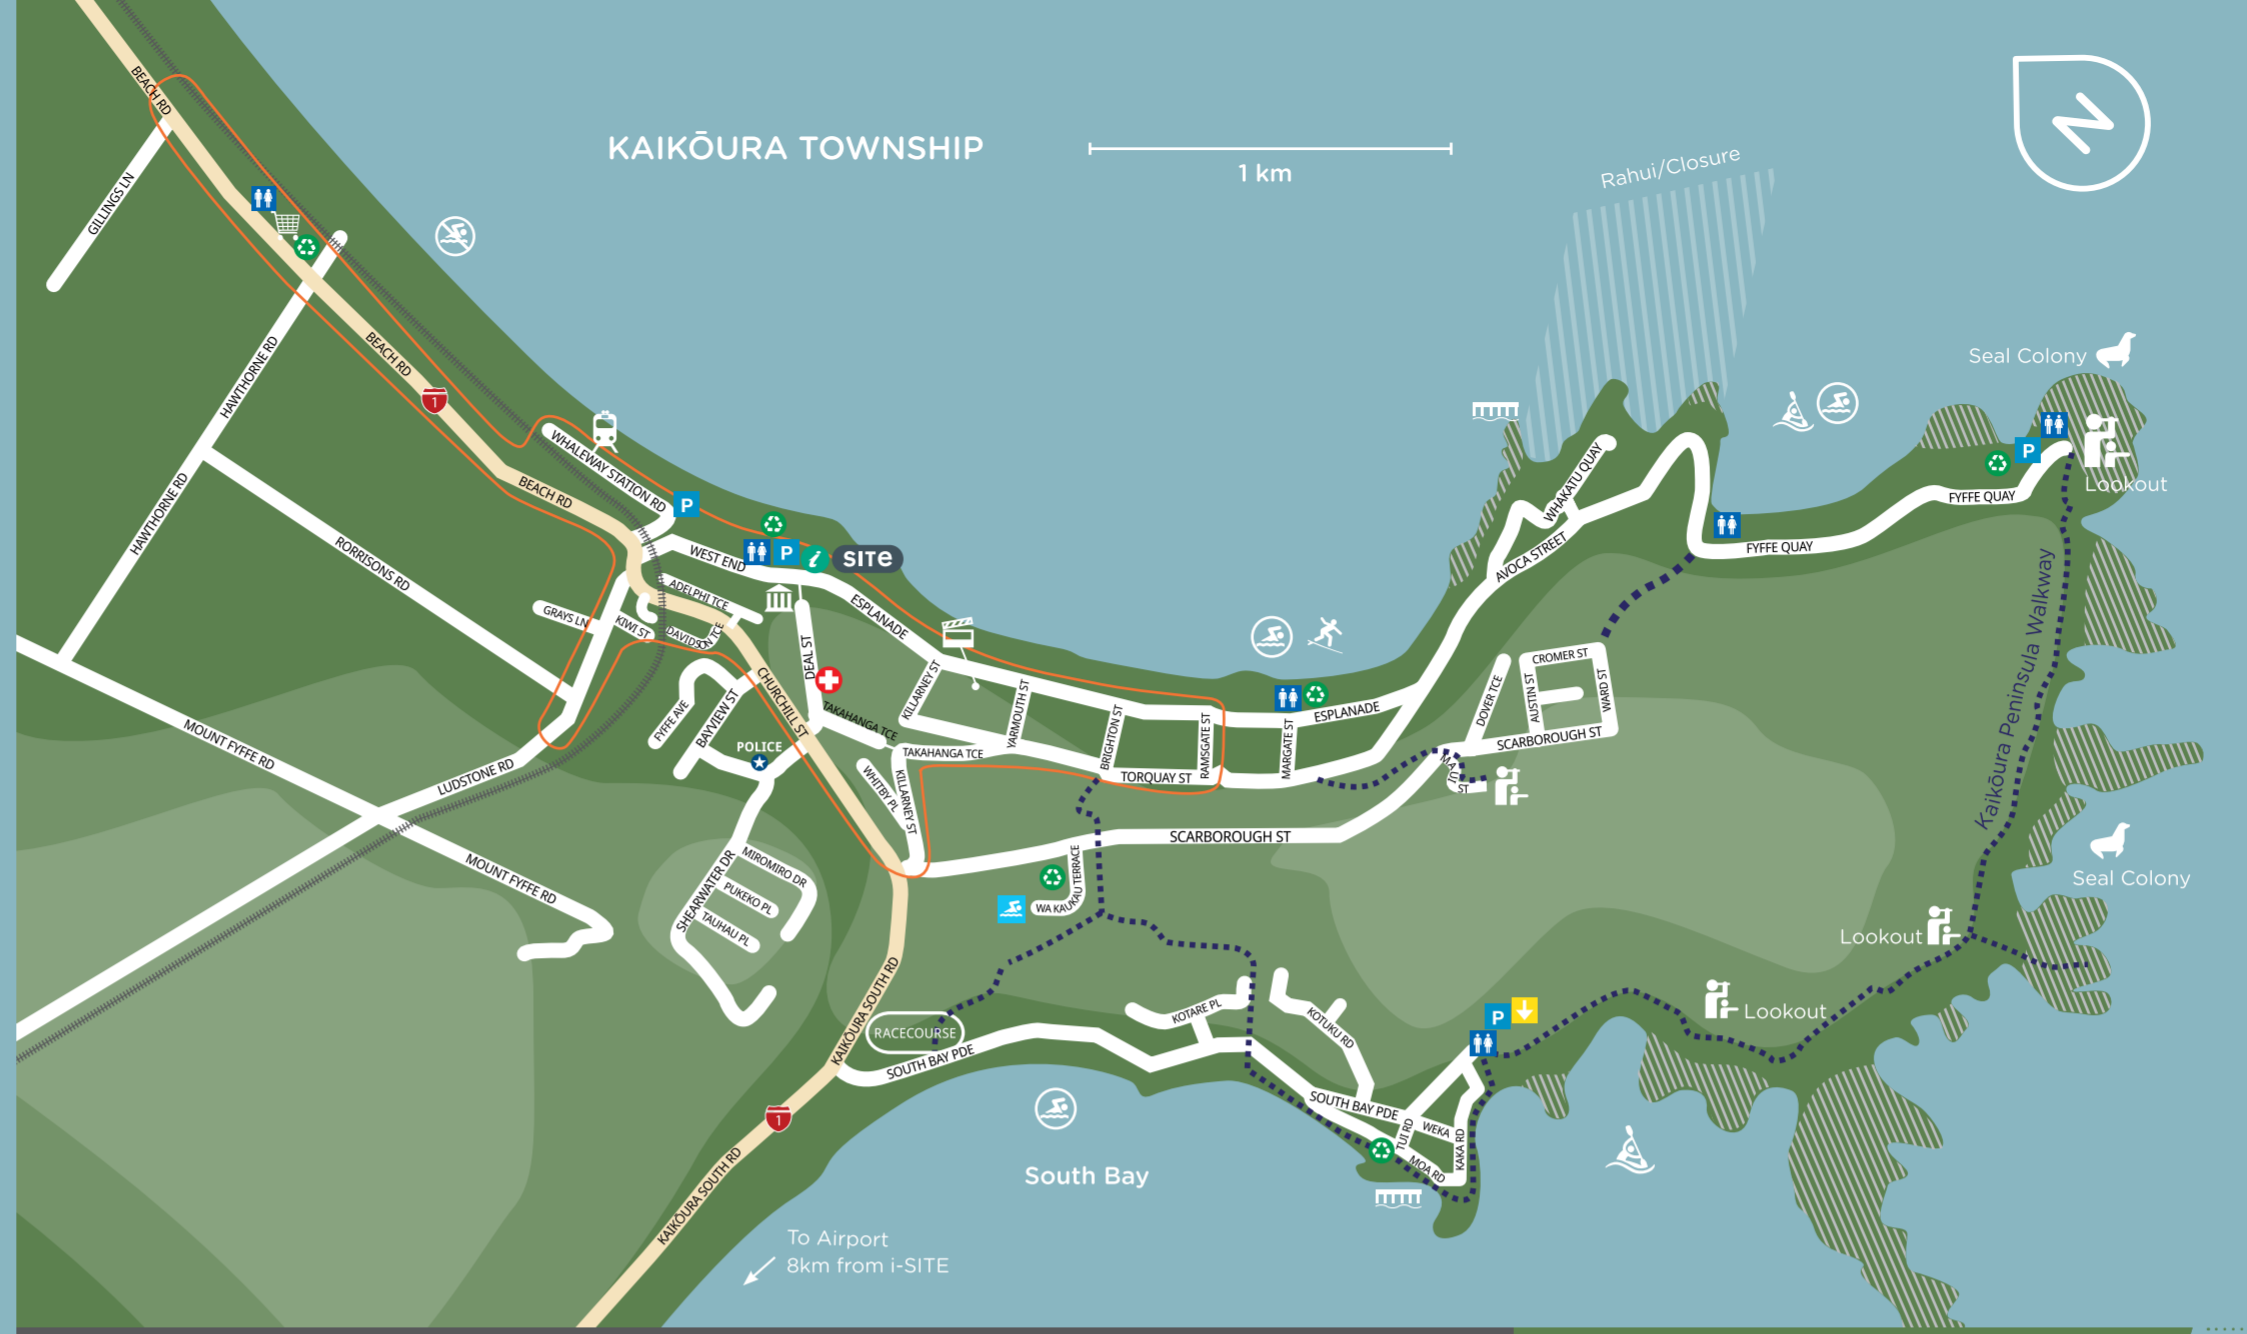 KAIKŌURA TOWNSHIP
1 km
N
Rahui/Closure
BEACH RD
GILLINGS LN
HAWTHORNE RD
BEACH RD
1
HAWTHORNE RD
RORRISONS RD
BEACH RD
WHALEWAY STATION RD
P
WEST END
P
i
SITe
ESPLANADE
ADELPHI TCE
GRAYS LN
KIWI ST
DAVIDSON TCE
DEAL ST
CHURCHILL ST
FYFFE AVE
BAYVIEW ST
POLICE
TAKAHANGA TCE
KILLARNEY ST
TAKAHANGA TCE
YARMOUTH ST
BRIGHTON ST
TORQUAY ST
RAMSGATE ST
MARGATE ST
ESPLANADE
WHITBY PL
KILLARNEY ST
MOUNT FYFFE RD
LUDSTONE RD
MOUNT FYFFE RD
SHEARWATER DR
MIROMIRO DR
PUKEKO PL
TAUHAU PL
SCARBOROUGH ST
WA KAUKAU TERRACE
WHAKATU QUAY
AVOCA STREET
FYFFE QUAY
FYFFE QUAY
P
Seal Colony
Lookout
Kaikōura Peninsula Walkway
CROMER ST
DOVER TCE
AUSTIN ST
WARD ST
SCARBOROUGH ST
MAUI ST
Seal Colony
Lookout
Lookout
KAIKŌURA SOUTH RD
RACECOURSE
SOUTH BAY PDE
KOTARE PL
KOTUKU RD
P
SOUTH BAY PDE
TUI RD
WEKA
KAKA RD
MOA RD
1
KAIKŌURA SOUTH RD
South Bay
To Airport
8km from i-SITE